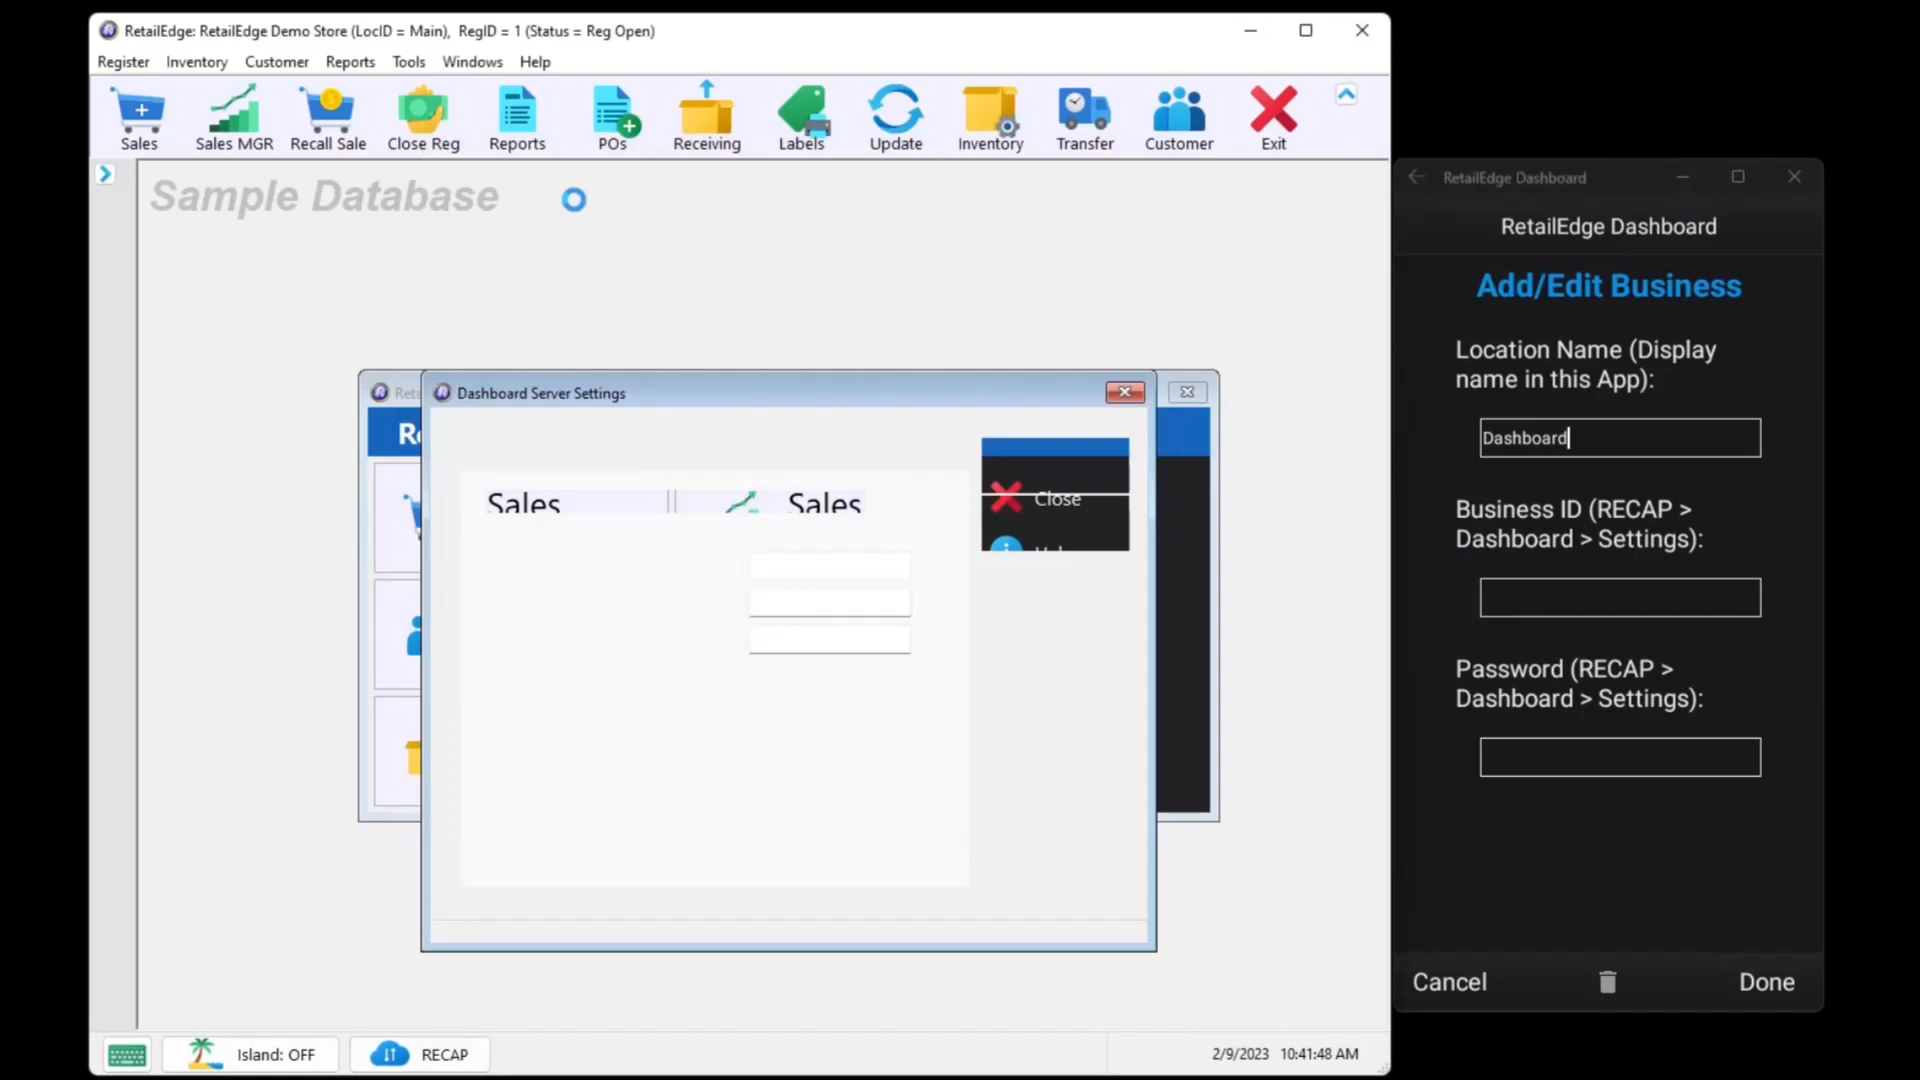 RetailEdge: RetailEdge Demo Store (LocID = Main), RegID = 1 (Status = Reg Open)
Register Inventory Customer Reports Tools Windows Help
Sales Sales MGR Recall Sale Close Reg Reports POs Receiving Labels Update Inventory Transfer Customer Exit
Sample Database
Dashboard Server Settings
Sales Sales
Close
Island: OFF
RECAP
2/9/2023 10:41:48 AM
RetailEdge Dashboard
RetailEdge Dashboard
Add/Edit Business
Location Name (Display
name in this App):
Dashboard
Business ID (RECAP >
Dashboard > Settings):
Password (RECAP >
Dashboard > Settings):
Cancel Done